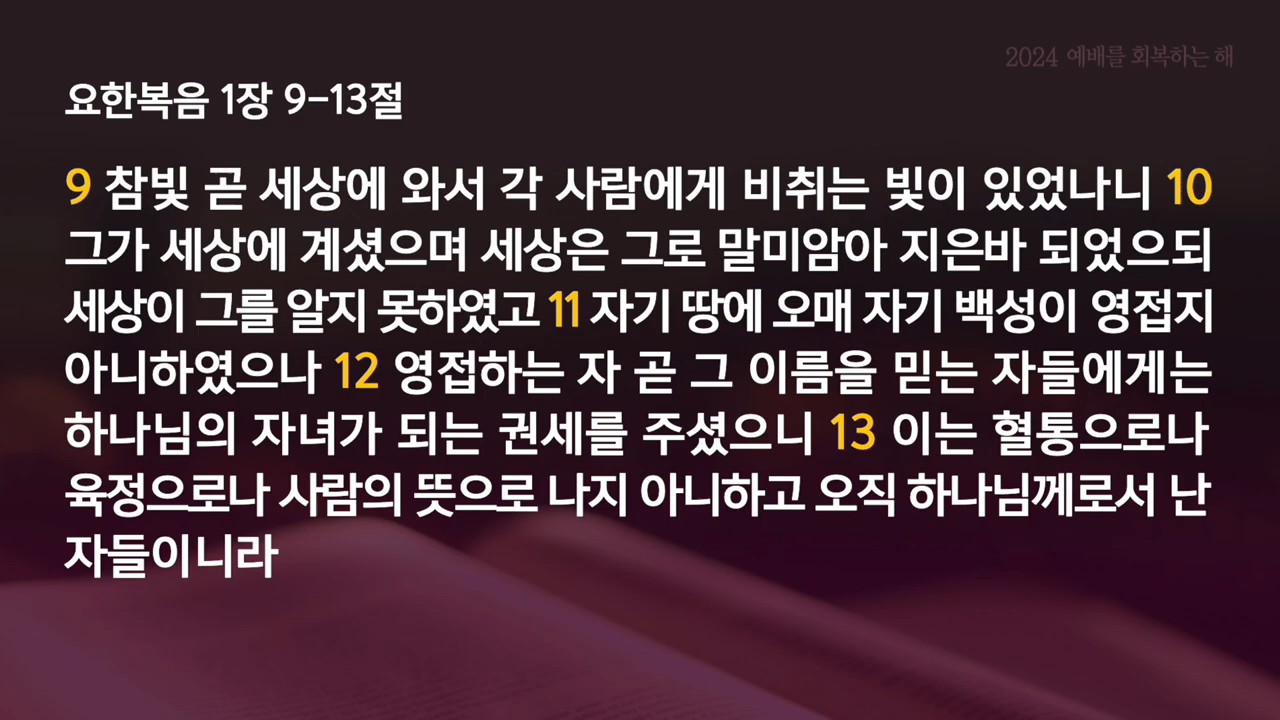 2024 예배를 회복하는 해
요한복음 1장 9-13절
9 참빛 곧 세상에 와서 각 사람에게 비취는 빛이 있었나니 10
그가 세상에 계셨으며 세상은 그로 말미암아 지은바 되었으되
세상이 그를 알지 못하였고 11 자기 땅에 오매 자기 백성이 영접지
아니하였으나 12 영접하는 자 곧 그 이름을 믿는 자들에게는
하나님의 자녀가 되는 권세를 주셨으니 13 이는 혈통으로나
육정으로나 사람의 뜻으로 나지 아니하고 오직 하나님께로서 난
자들이니라